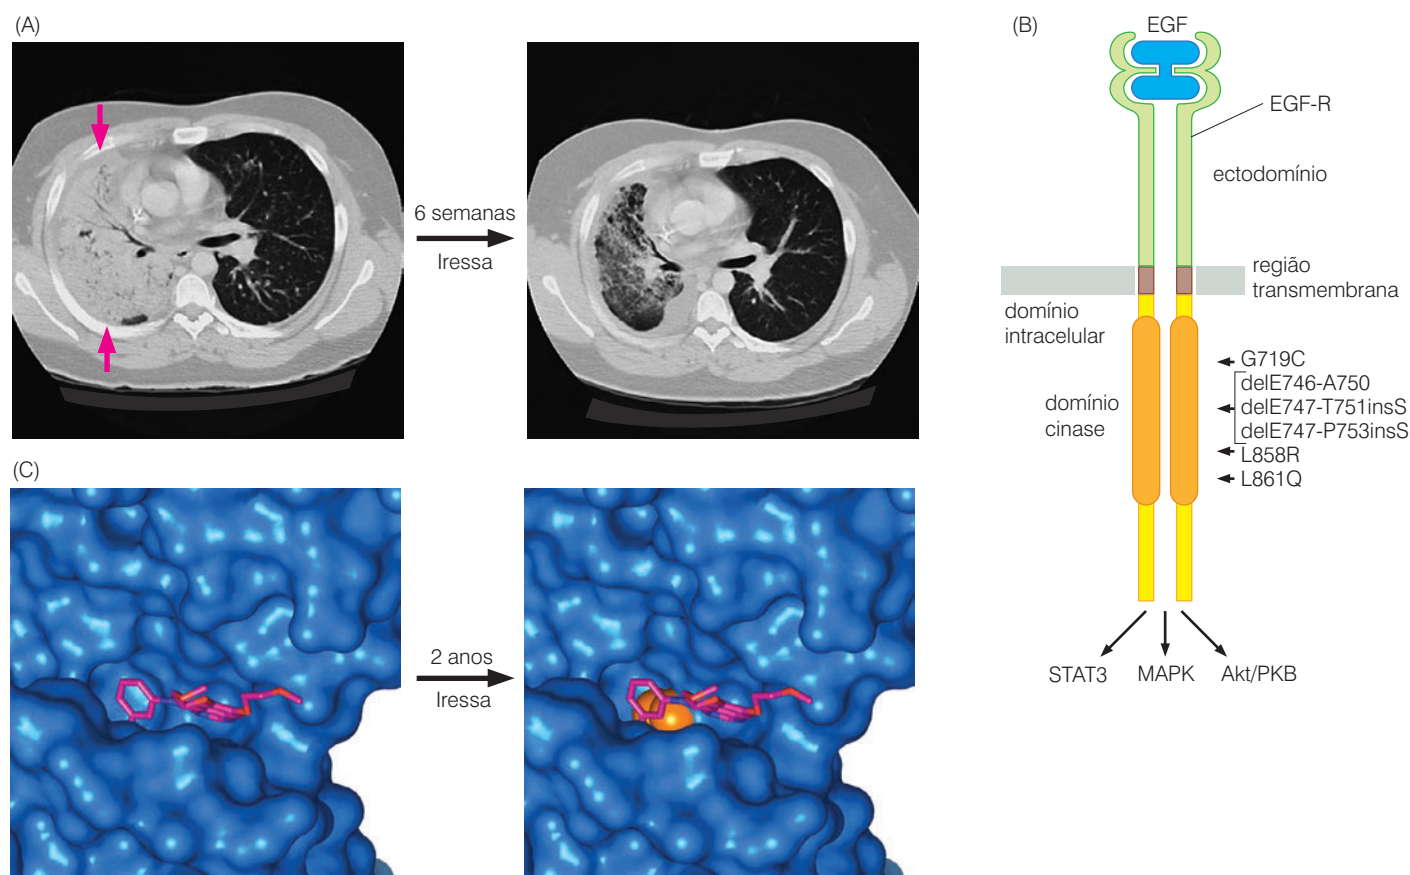 (A)
6 semanas
Iressa
(B)
EGF
EGF-R
ectodomínio
região
transmembrana
domínio
intracelular
domínio
cinase
G719C
delE746-A750
delE747-T751insS
delE747-P753insS
L858R
L861Q
STAT3
MAPK
Akt/PKB
(C)
2 anos
Iressa